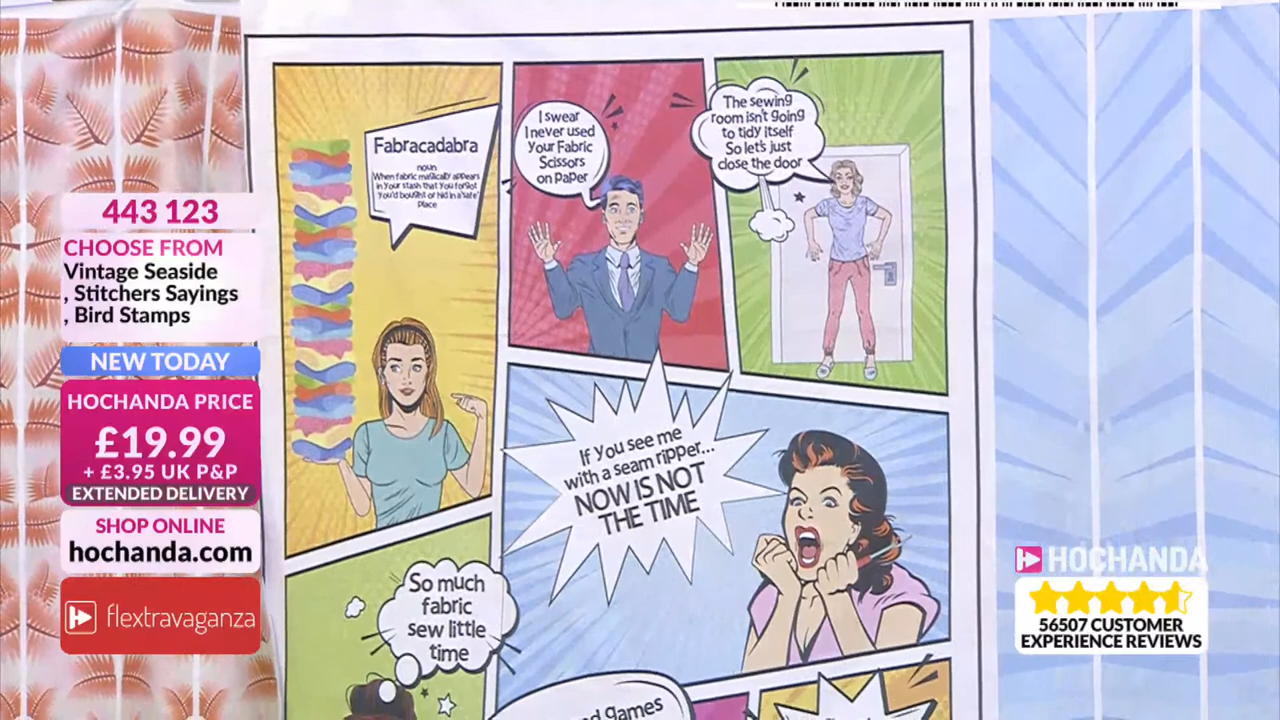 443 123
CHOOSE FROM
Vintage Seaside
, Stitchers Sayings
, Bird Stamps
NEW TODAY
HOCHANDA PRICE
£19.99
+ £3.95 UK P&P
EXTENDED DELIVERY
SHOP ONLINE
hochanda.com
flextravaganza
Fabracadabra
noun
When fabric magically appears
in your stash that you forgot
you'd bought or hid in a 'safe'
Place
I swear
I never used
your Fabric
Scissors
on paper
The sewing
room isn't going
to tidy itself
So let's just
close the door
If you see me
with a seam ripper...
NOW IS NOT
THE TIME
So much
fabric
sew little
time
games
HOCHANDA
56507 CUSTOMER
EXPERIENCE REVIEWS